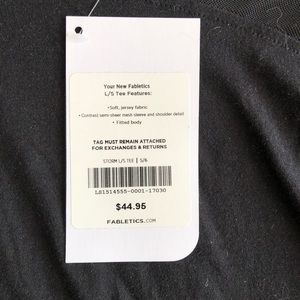 Your New Fabletics
L/S Tee Features:
•Soft, jersey fabric
•Contrast semi-sheer mesh sleeve and shoulder detail
• Fitted body
TAG MUST REMAIN ATTACHED
FOR EXCHANGES & RETURNS
STORM L/S TEE | S/6
LS1514555-0001-17030
$44.95
FABLETICS.COM